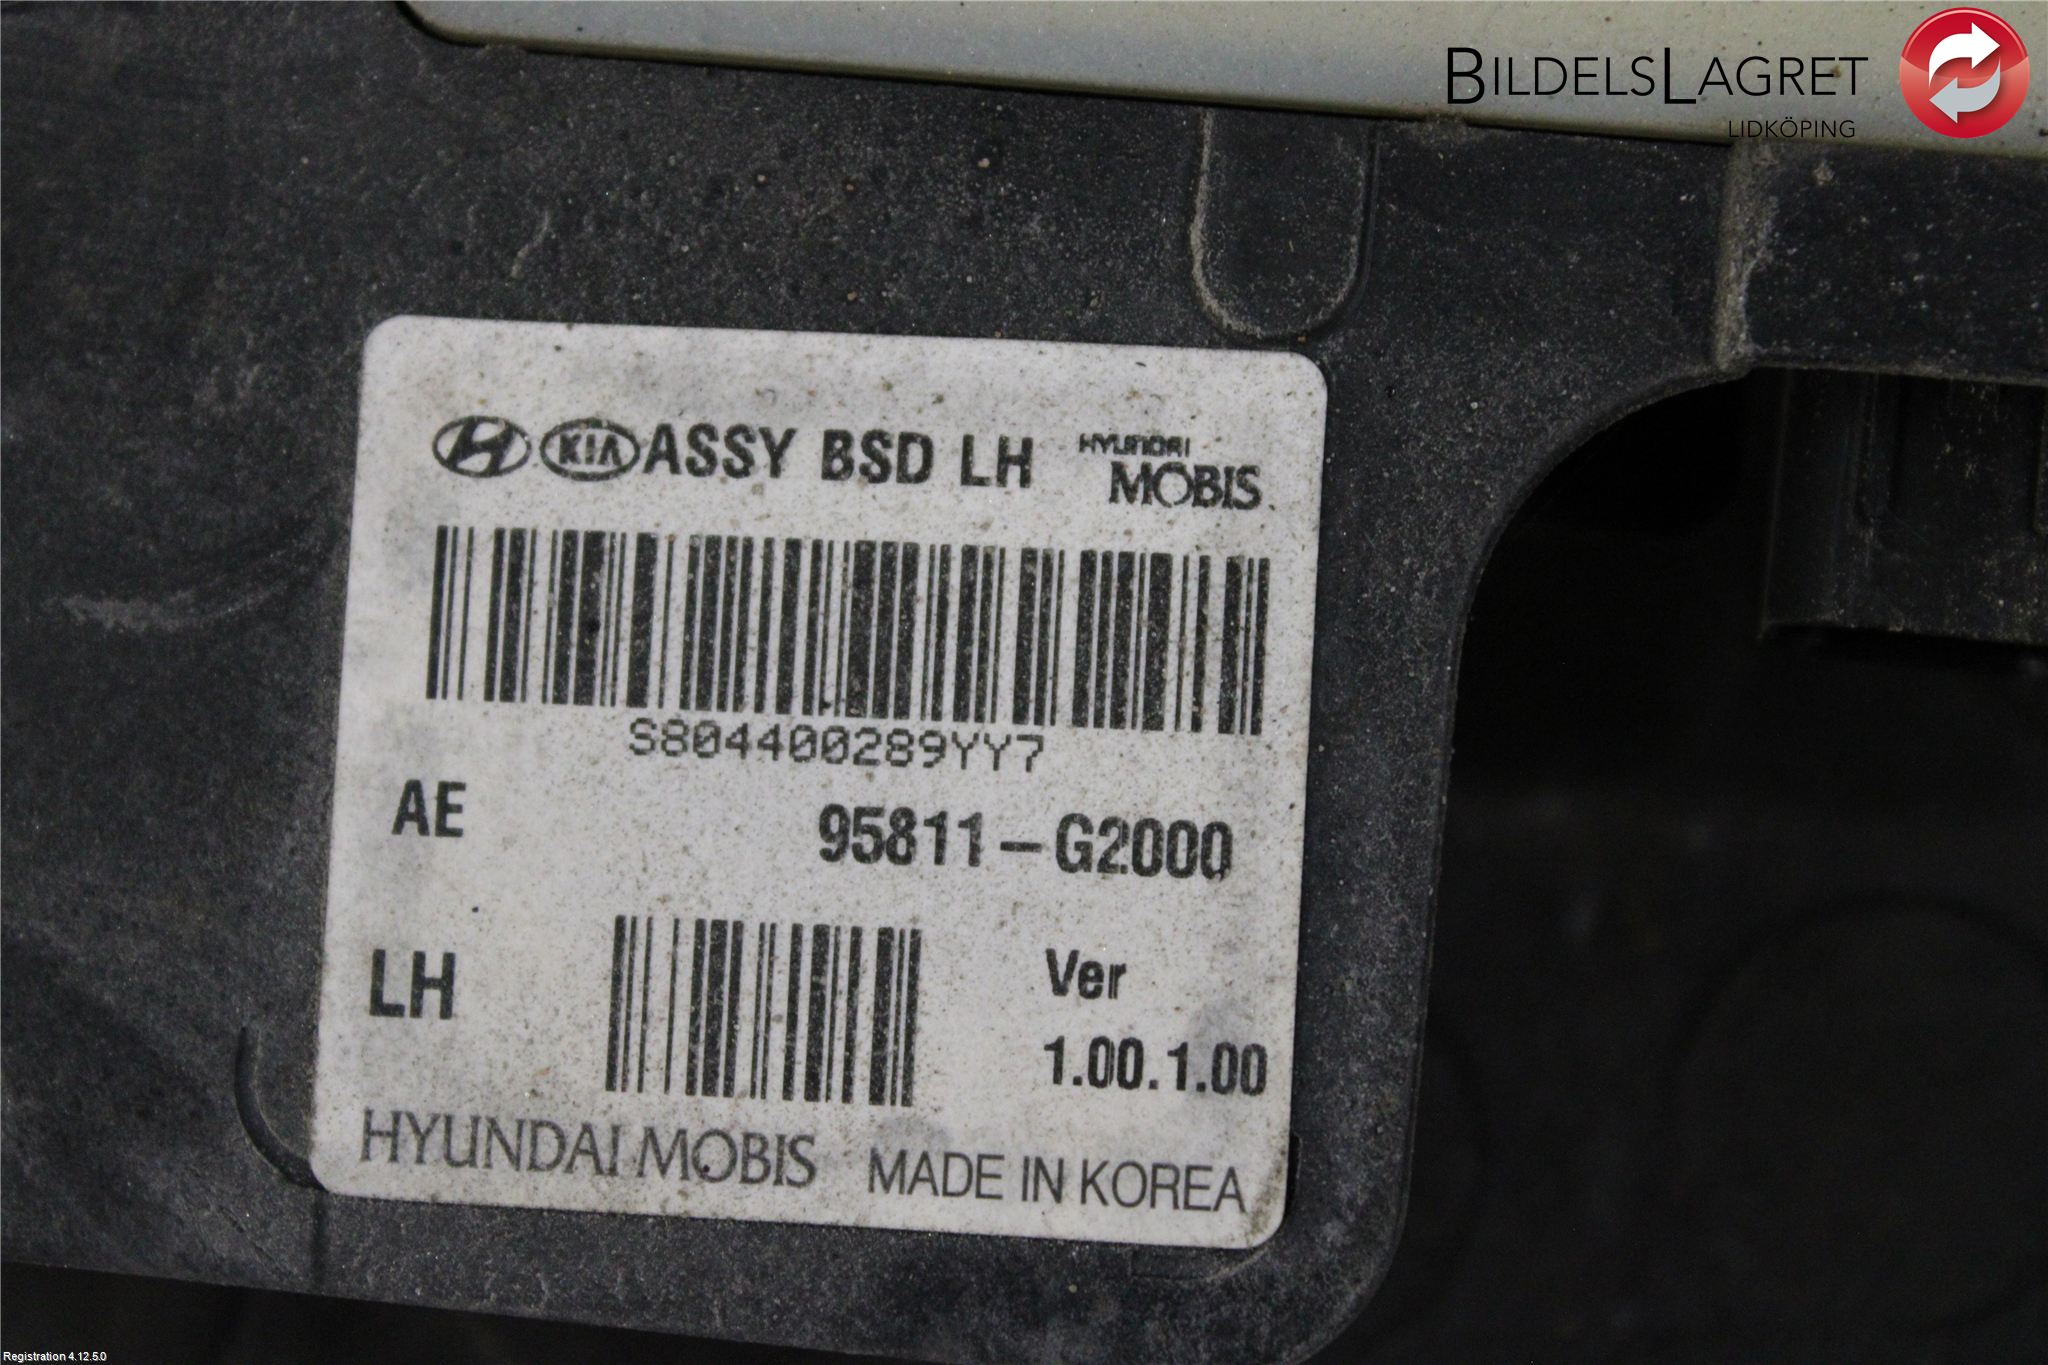 BILDELSLAGRET
LIDKÖPING
KIA ASSY BSD LH HYUNDAI MOBIS
S804400289YY7
AE 95811-G2000
LH Ver
1.00.1.00
HYUNDAI MOBIS MADE IN KOREA
Registration 4.12.5.0